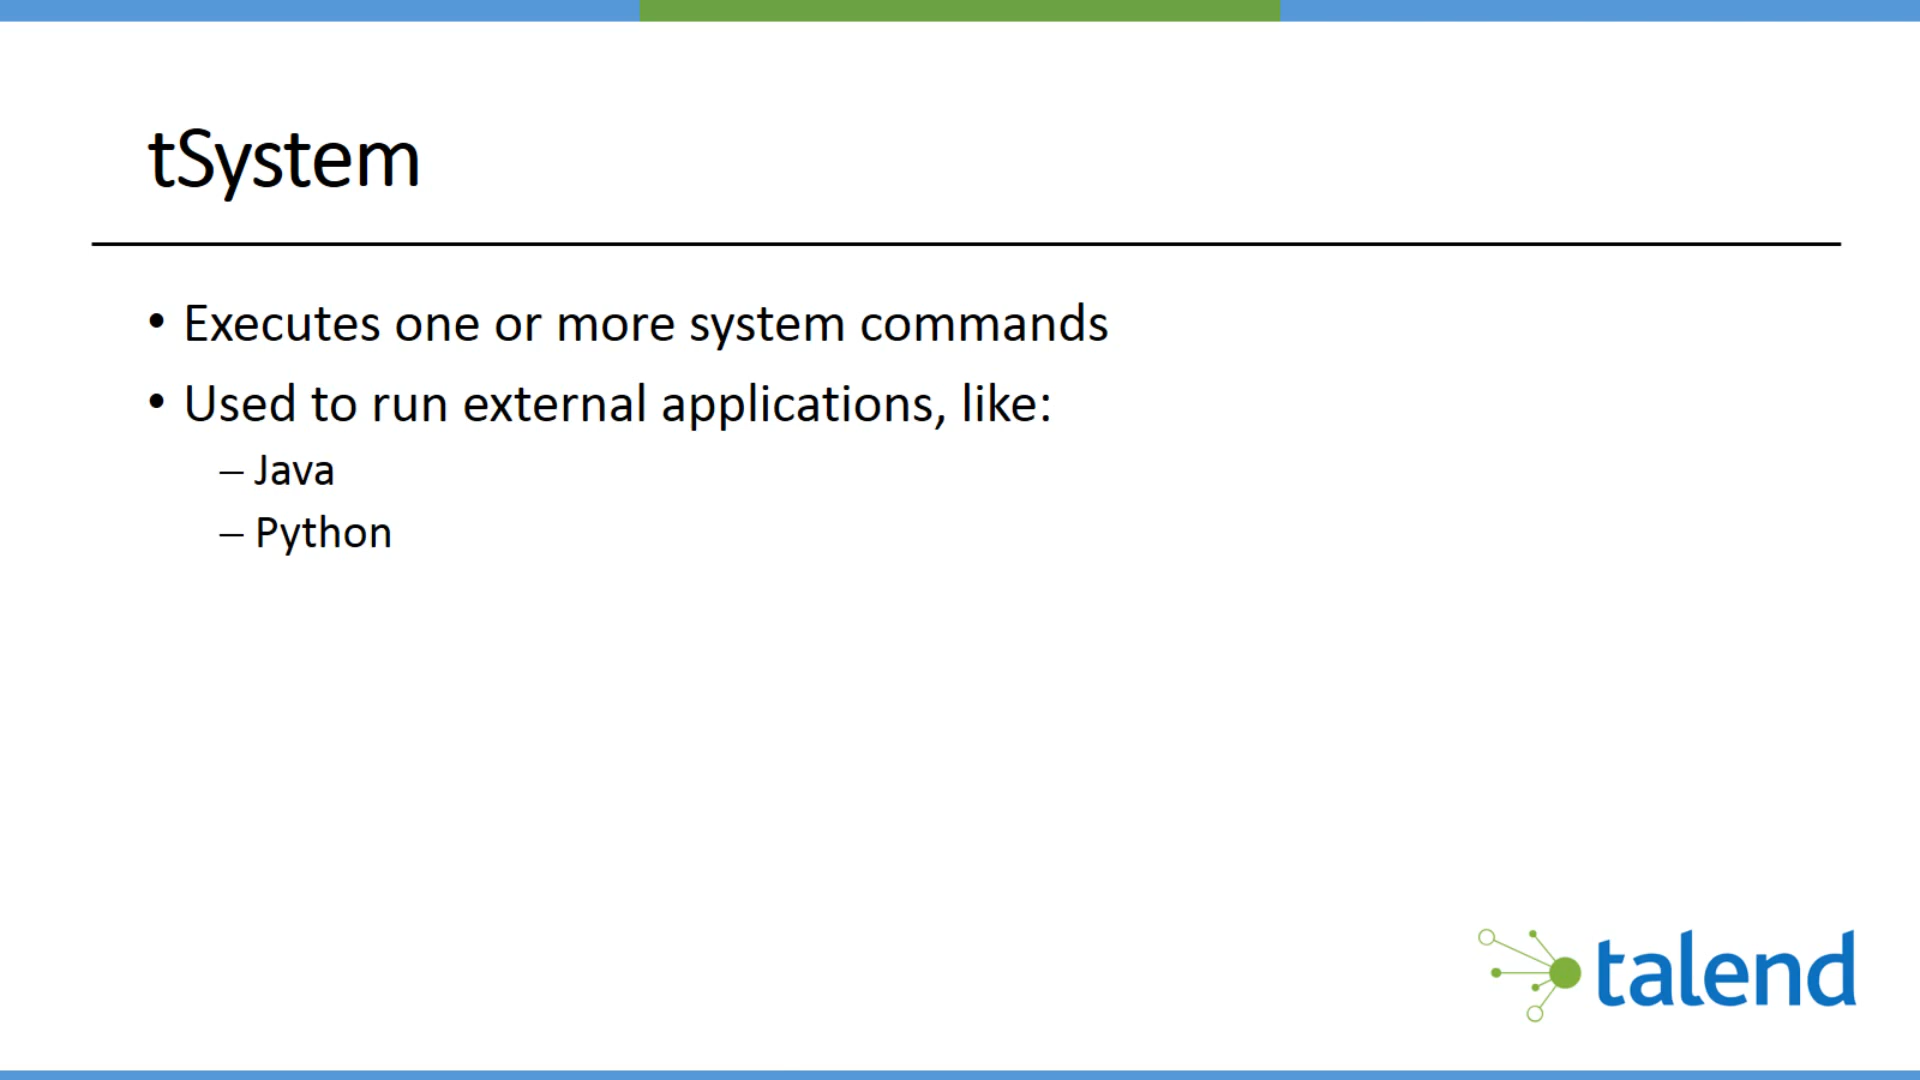 tSystem
• Executes one or more system commands
• Used to run external applications, like:
– Java
– Python
talend